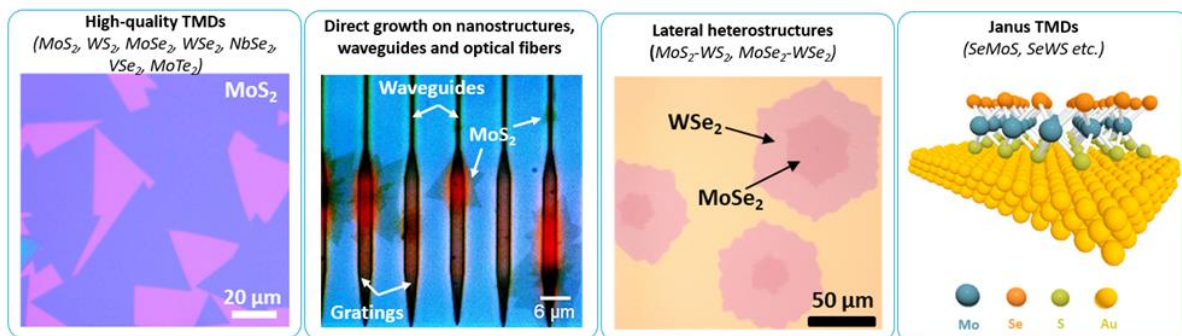 High-quality TMDs
(MoS₂, WS₂, MoSe₂, WSe₂, NbSe₂,
VSe₂, MoTe₂)
MoS₂
20 μm
Direct growth on nanostructures,
waveguides and optical fibers
Waveguides
MoS₂
Gratings
6 μm
Lateral heterostructures
(MoS₂-WS₂, MoSe₂-WSe₂)
WSe₂
MoSe₂
50 μm
Janus TMDs
(SeMoS, SeWS etc.)
Mo Se S Au